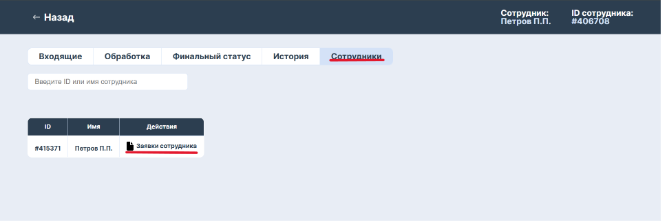 ← Назад
Сотрудник:
Петров П.П.
ID сотрудника:
#406708
Входящие
Обработка
Финальный статус
История
Сотрудники
Введите ID или имя сотрудника
ID
Имя
Действия
#415371
Петров П.П.
Заявки сотрудника